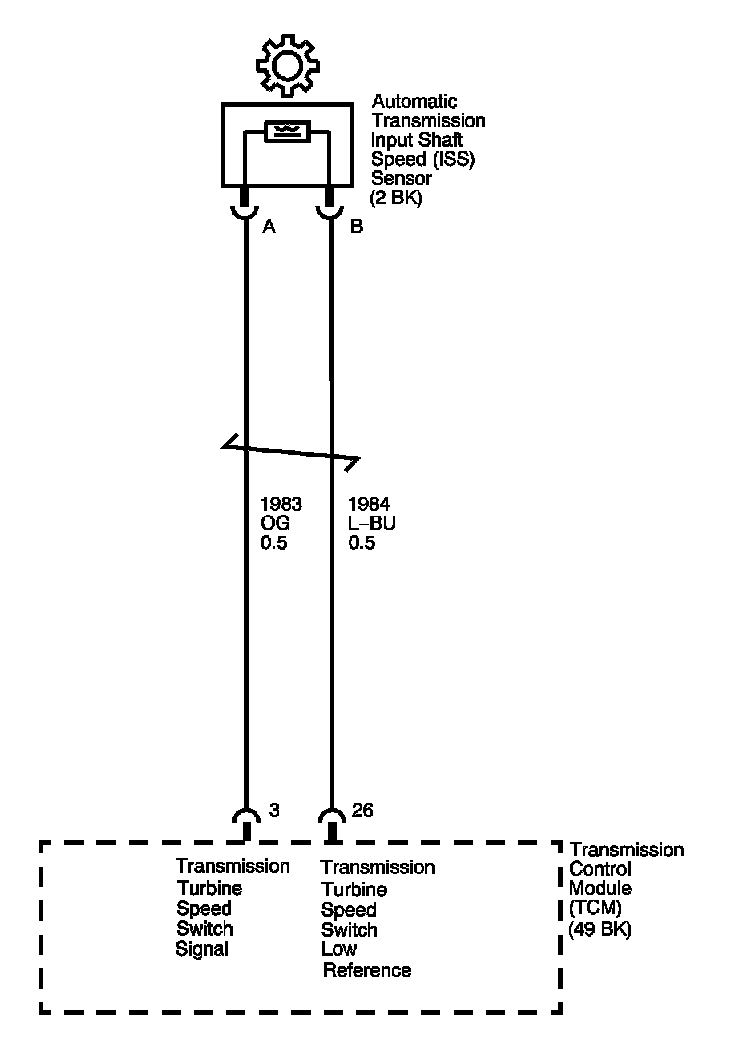 Automatic
Transmission
Input Shaft
Speed (ISS)
Sensor
(2 BK)
A
B
1983
OG
0.5
1984
L-BU
0.5
3
26
Transmission
Turbine
Speed
Switch
Signal
Transmission
Turbine
Speed
Switch
Low
Reference
Transmission
Control
Module
(TCM)
(49 BK)